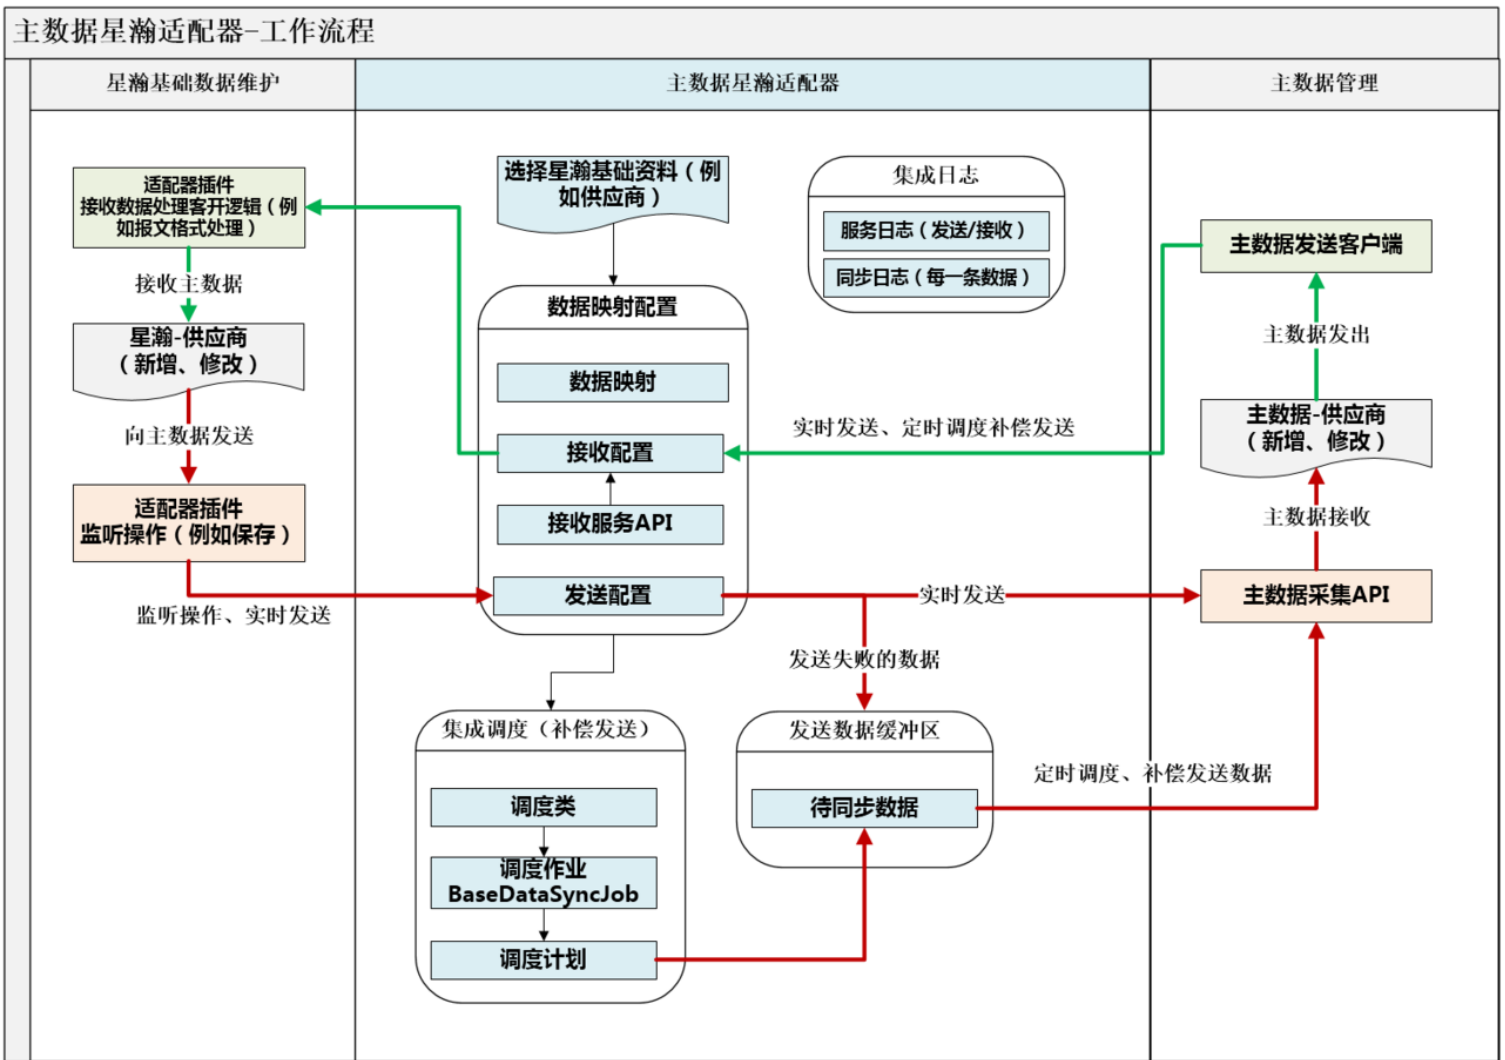 主数据星瀚适配器-工作流程
星瀚基础数据维护
主数据星瀚适配器
主数据管理
适配器插件
接收数据处理客开逻辑（例
如报文格式处理）
接收主数据
星瀚-供应商
（新增、修改）
向主数据发送
适配器插件
监听操作（例如保存）
监听操作、实时发送
选择星瀚基础资料（例
如供应商）
数据映射配置
数据映射
接收配置
接收服务API
发送配置
集成日志
服务日志（发送/接收）
同步日志（每一条数据）
实时发送、定时调度补偿发送
实时发送
发送失败的数据
集成调度（补偿发送）
调度类
调度作业
BaseDataSyncJob
调度计划
发送数据缓冲区
待同步数据
定时调度、补偿发送数据
主数据发送客户端
主数据发出
主数据-供应商
（新增、修改）
主数据接收
主数据采集API